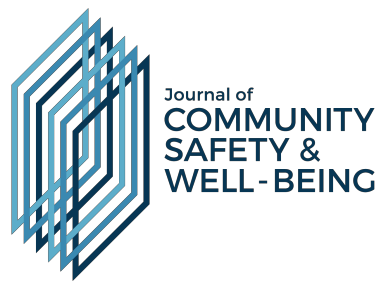 Journal of
COMMUNITY
SAFETY &
WELL-BEING